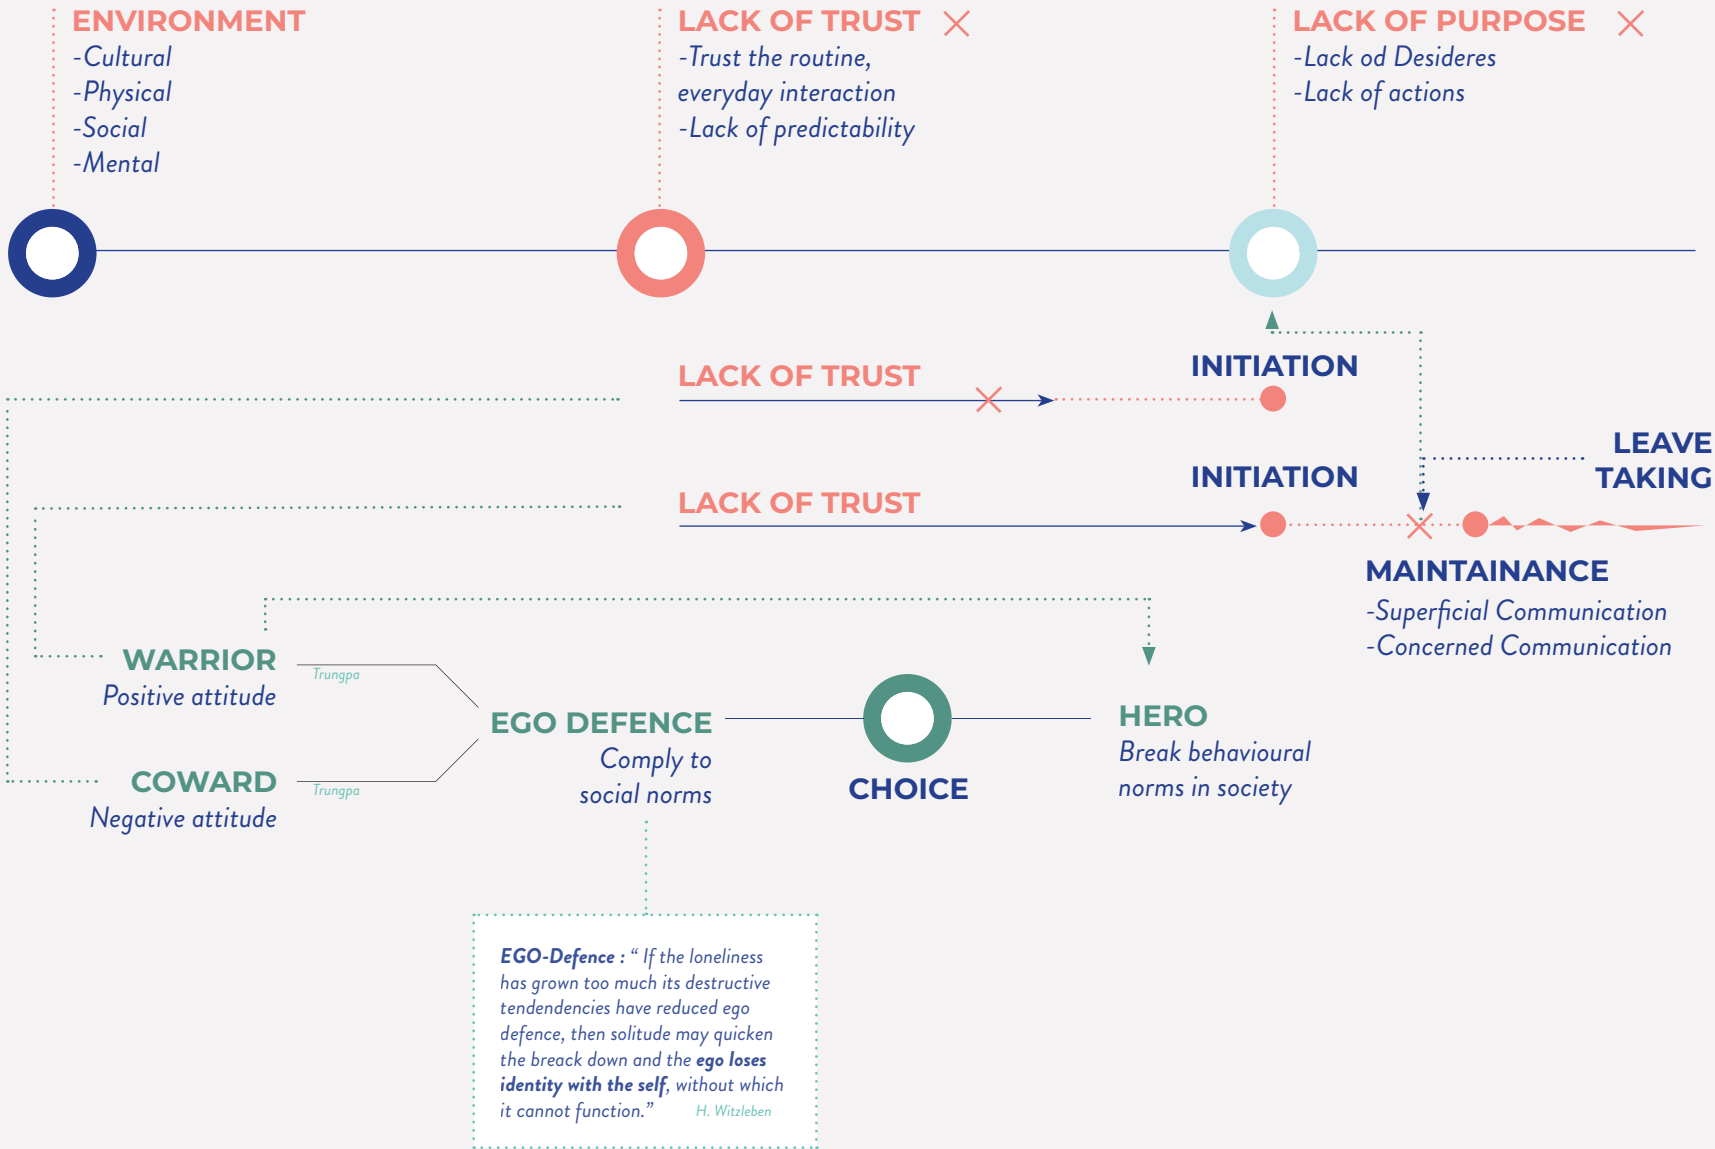 ENVIRONMENT
-Cultural
-Physical
-Social
-Mental
LACK OF TRUST
-Trust the routine,
everyday interaction
-Lack of predictability
LACK OF PURPOSE
-Lack od Desideres
-Lack of actions
LACK OF TRUST
INITIATION
LEAVE
TAKING
LACK OF TRUST
INITIATION
MAINTAINANCE
-Superficial Communication
-Concerned Communication
WARRIOR
Positive attitude
Trungpa
COWARD
Negative attitude
Trungpa
EGO DEFENCE
Comply to
social norms
CHOICE
HERO
Break behavioural
norms in society
EGO-Defence : “ If the loneliness
has grown too much its destructive
tendendencies have reduced ego
defence, then solitude may quicken
the breack down and the ego loses
identity with the self, without which
it cannot function.”
H. Witzleben